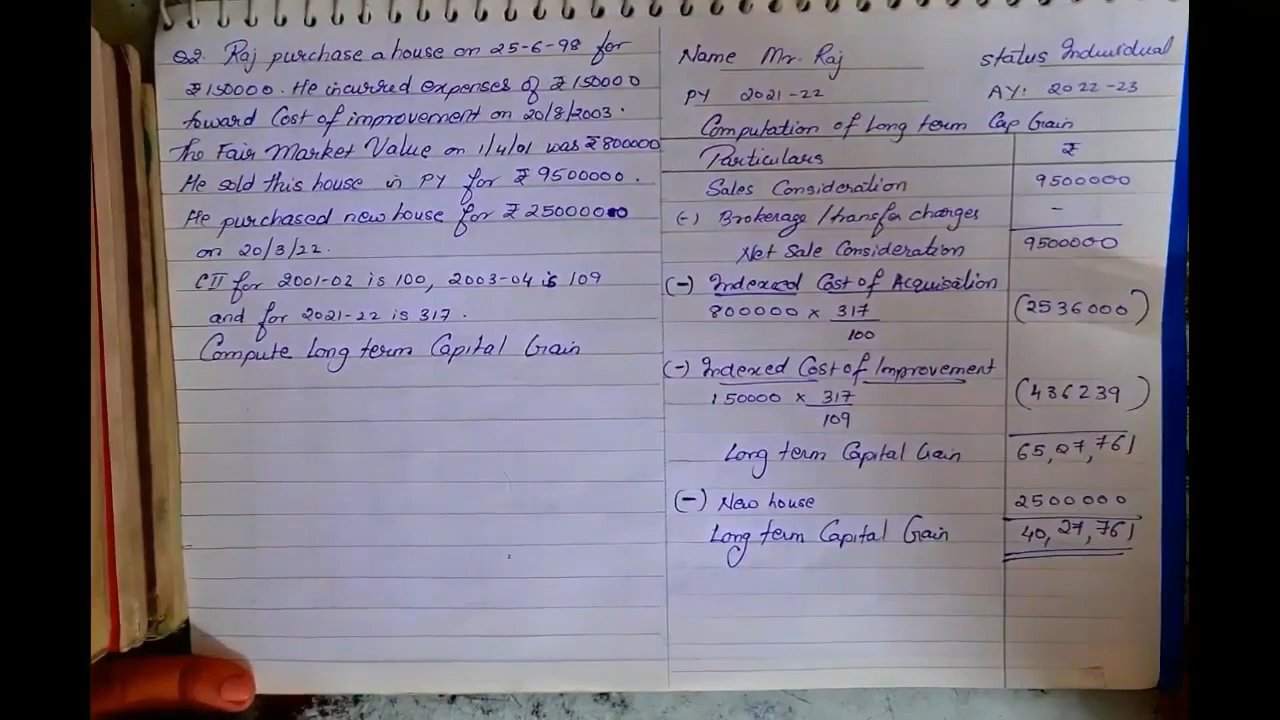 Q2. Raj purchase a house on 25-6-98 for
₹150000. He incurred expenses of ₹150000
toward Cost of improvement on 20/8/2003.
The Fair Market Value on 1/4/01 was ₹800000
He sold this house in PY for ₹9500000.
He purchased new house for ₹2500000
on 20/3/22.
CII for 2001-02 is 100, 2003-04 is 109
and for 2021-22 is 317.
Compute Long term Capital Gain
Name Mr. Raj status Individual
PY 2021-22 AY: 2022-23
Computation of Long term Cap Gain
Particulars ₹
Sales Consideration 9500000
(-) Brokerage / transfer charges -
Net Sale Consideration 9500000
(-) Indexed Cost of Acquisation
800000 × 317/100 (2536000)
(-) Indexed Cost of Improvement
150000 × 317/109 (436239)
Long term Capital Gain 65,27,761
(-) New house 2500000
Long term Capital Gain 40,27,761